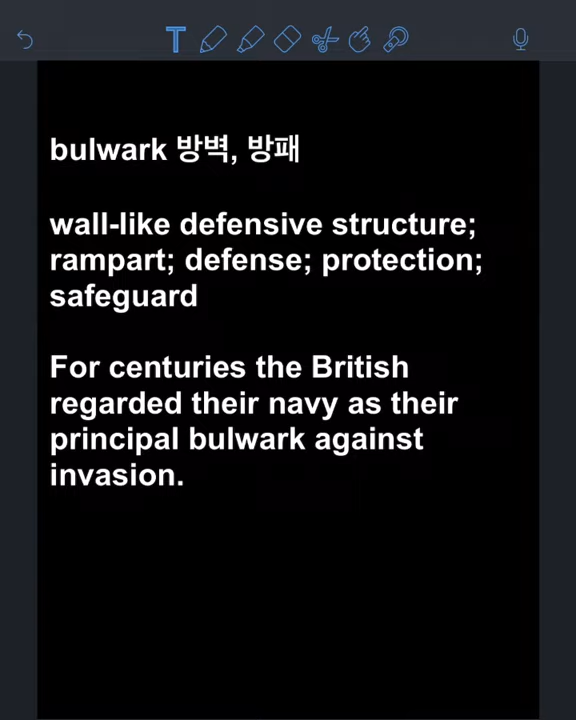 bulwark 방벽, 방패
wall-like defensive structure;
rampart; defense; protection;
safeguard
For centuries the British
regarded their navy as their
principal bulwark against
invasion.